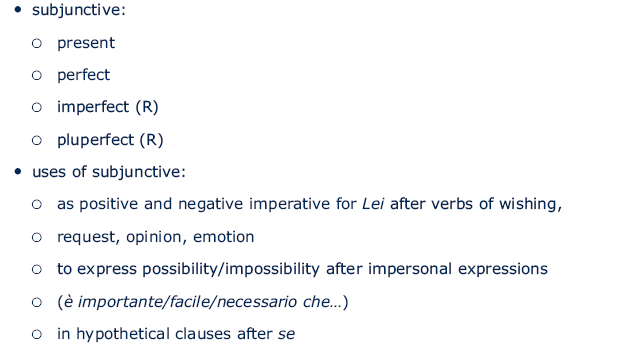 • subjunctive:
○ present
○ perfect
○ imperfect (R)
○ pluperfect (R)
• uses of subjunctive:
○ as positive and negative imperative for Lei after verbs of wishing,
○ request, opinion, emotion
○ to express possibility/impossibility after impersonal expressions
○ (è importante/facile/necessario che…)
○ in hypothetical clauses after se